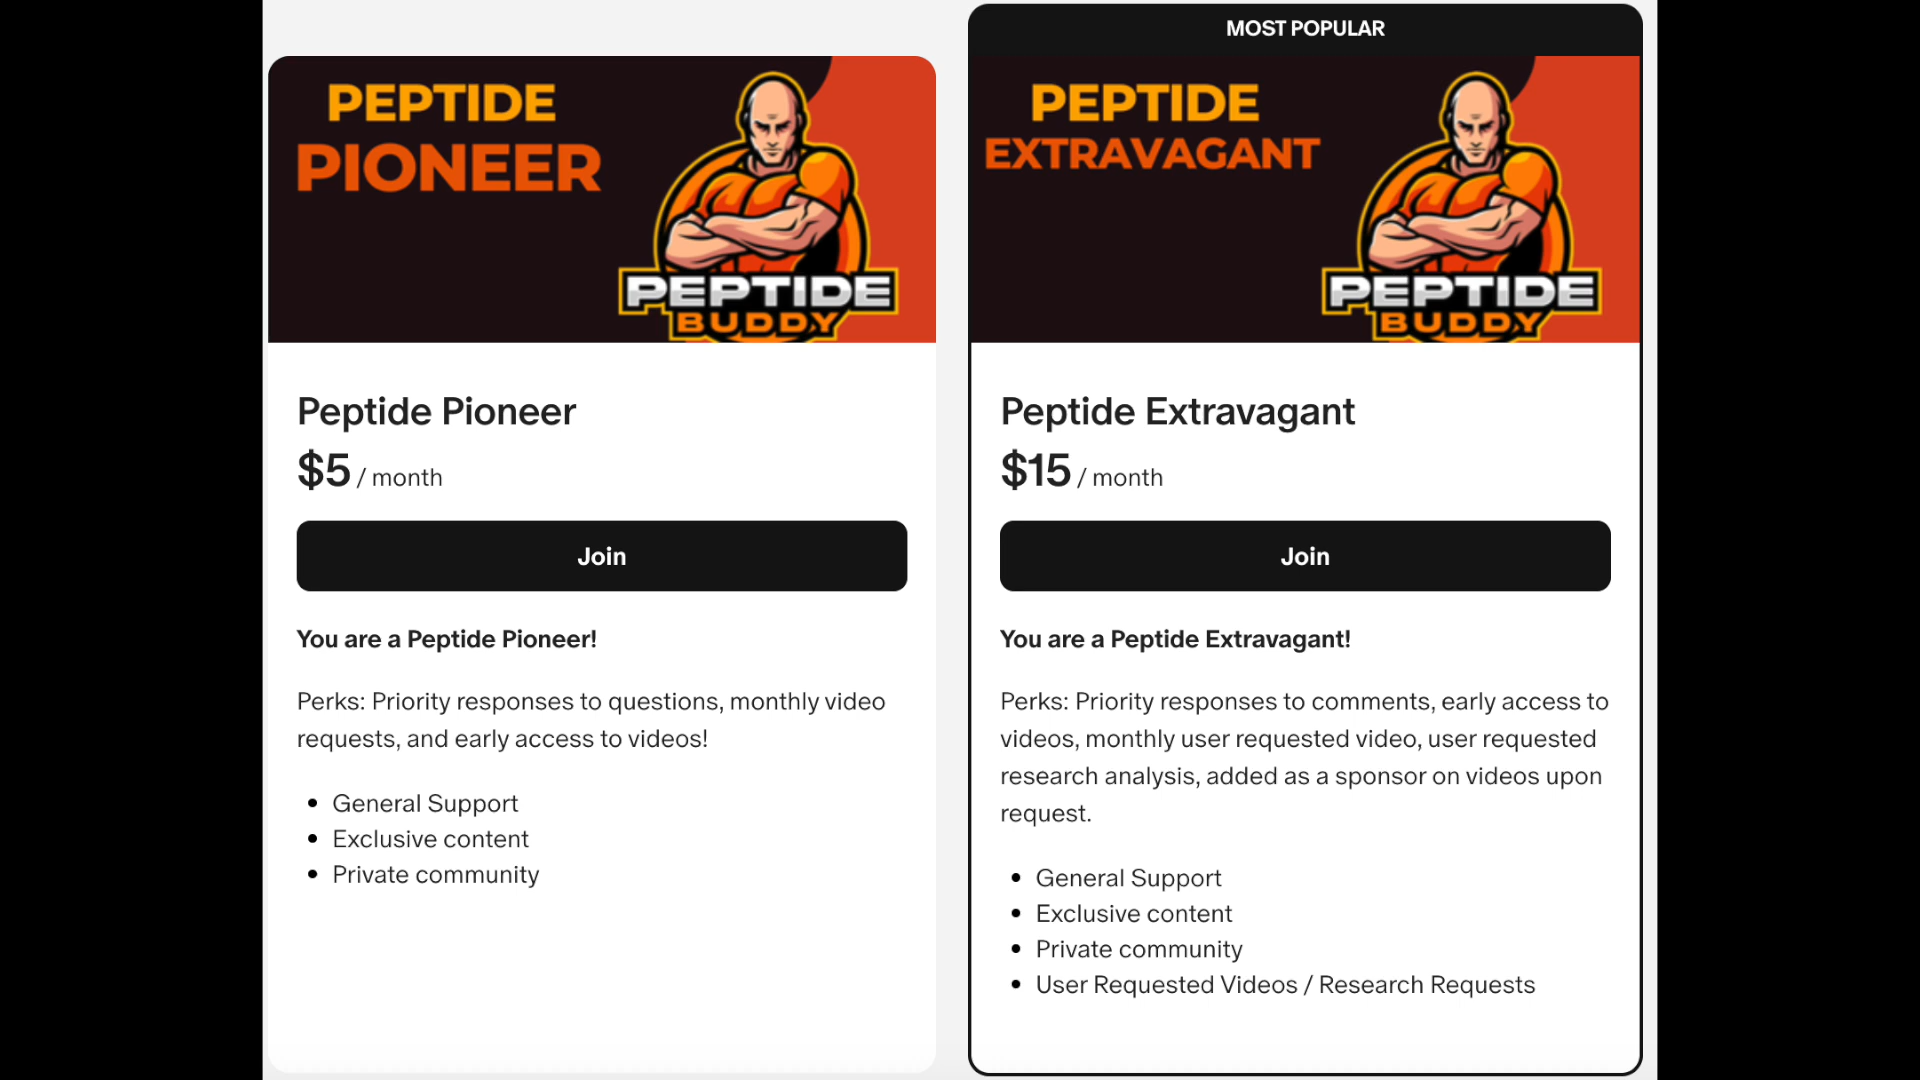 PEPTIDE
PIONEER
PEPTIDE
BUDDY
Peptide Pioneer
$5 / month
Join
You are a Peptide Pioneer!
Perks: Priority responses to questions, monthly video
requests, and early access to videos!
• General Support
• Exclusive content
• Private community
MOST POPULAR
PEPTIDE
EXTRAVAGANT
PEPTIDE
BUDDY
Peptide Extravagant
$15 / month
Join
You are a Peptide Extravagant!
Perks: Priority responses to comments, early access to
videos, monthly user requested video, user requested
research analysis, added as a sponsor on videos upon
request.
• General Support
• Exclusive content
• Private community
• User Requested Videos / Research Requests